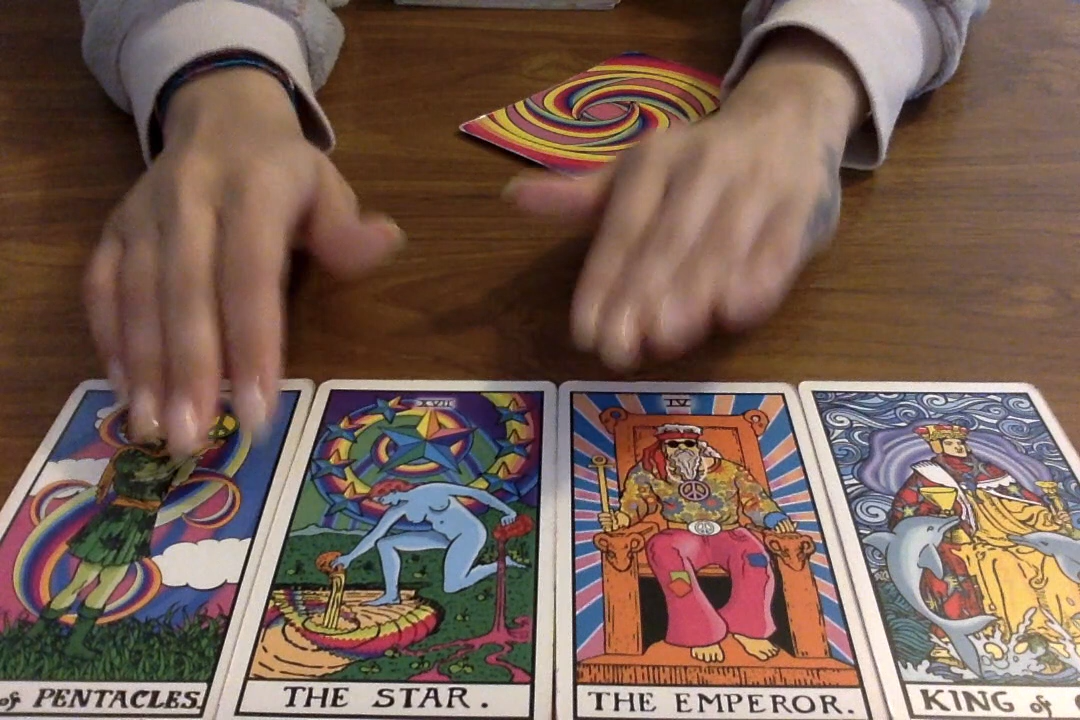 of PENTACLES.
XVII
THE STAR.
IV
THE EMPEROR.
KING of